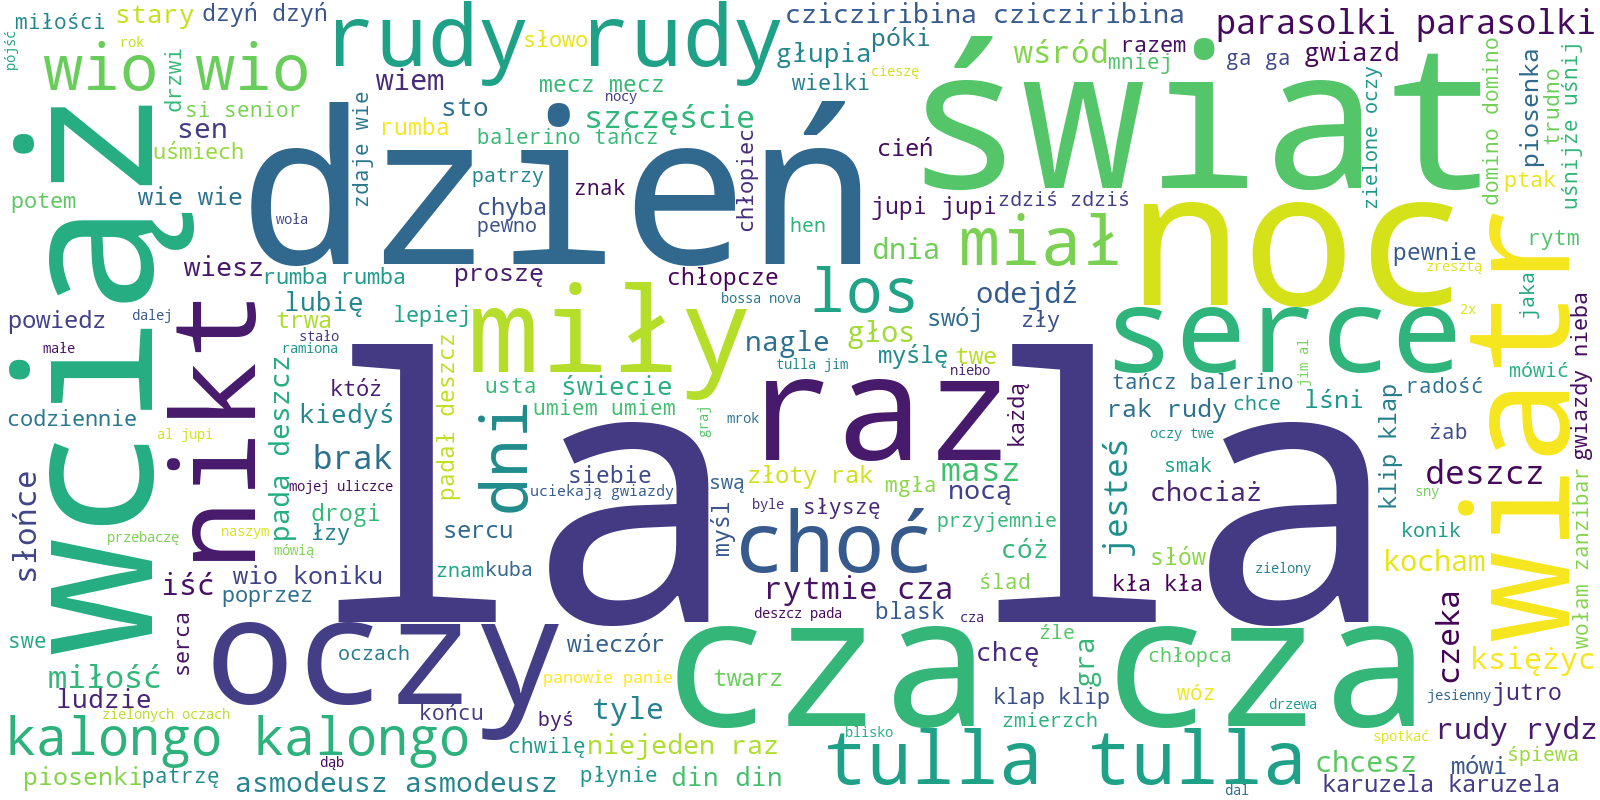 miłości
stary
dzyń dzyń
rudy rudy
słowo
czicziribina czicziribina
parasolki parasolki
pójść
rok
wio wio
drzwi
wiem
głupia
póki
wśród
razem
mniej
ga ga
gwiazd
wielki
cieszę
mecz mecz
nocy
si senior
sto
szczęście
sen
rumba
balerino tańcz
uśmiech
zdaje wie
dzień
świat
chłopiec
cień
zielone oczy
domino domino
piosenka
trudno
uśnijże uśnij
ptak
potem
wie wie
patrzy
znak
chyba
pewno
woła
hen
jupi jupi
zdziś zdziś
noc
miał
dnia
pewnie
rytm
zresztą
wciąż
wiesz
rumba rumba
proszę
chłopcze
los
odejdź
serce
wiatr
jaka
gwiazdy nieba
2x
powiedz
dalej
nikt
lubię
trwa
lepiej
miły
bossa nova
głos
swój
zły
małe
stało
ramiona
nagle
myślę
twe
tulla jim
niebo
jim al
mówić
któż
usta
świecie
raz
tańcz balerino
radość
codziennie
al jupi
pada deszcz
kiedyś
padał deszcz
dni
umiem umiem
graj
mrok
każdą
rak rudy
chce
lśni
oczy twe
klip klap
żab
brak
la la
siebie
złoty rak
masz
smak
deszcz
słońce
mojej uliczce
uciekają gwiazdy
swą
mgła
nocą
jesteś
chociaż
sny
drogi
byle
słyszę
przyjemnie
konik
przebaczę
naszym
łzy
sercu
myśl
choć
cóż
słów
kocham
wołam zanzibar
mówią
iść
wio koniku
znam
kuba
rytmie cza
ślad
kła kła
zielony
poprzez
deszcz pada
blask
cza
czeka
swe
serca
oczy
oczach
wieczór
cza cza
źle
chcę
gra
chłopca
księżyc
miłość
ludzie
panowie panie
twarz
klap klip
wóz
drzewa
jesienny
jutro
zielonych oczach
końcu
byś
tyle
zmierzch
kalongo kalongo
chwilę
niejeden raz
blisko
tulla tulla
spotkać
rudy rydz
dąb
chcesz
mówi
śpiewa
piosenki
patrzę
asmodeusz asmodeusz
płynie
din din
dal
karuzela karuzela